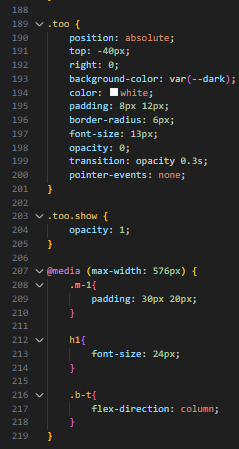 188
189 .too {
190 position: absolute;
191 top: -40px;
192 right: 0;
193 background-color: var(--dark);
194 color: white;
195 padding: 8px 12px;
196 border-radius: 6px;
197 font-size: 13px;
198 opacity: 0;
199 transition: opacity 0.3s;
200 pointer-events: none;
201 }
202
203 .too.show {
204 opacity: 1;
205 }
206
207 @media (max-width: 576px) {
208 .m-1{
209 padding: 30px 20px;
210 }
211
212 h1{
213 font-size: 24px;
214 }
215
216 .b-t{
217 flex-direction: column;
218 }
219 }